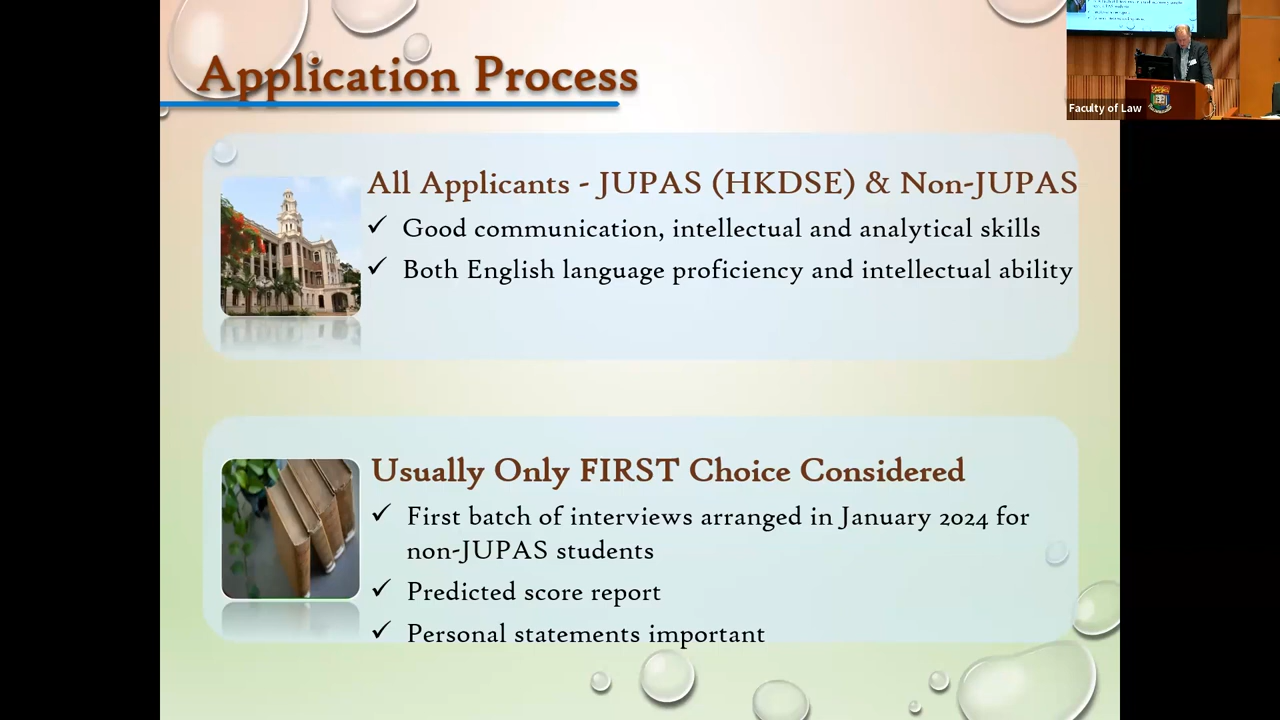 Application Process
Faculty of Law
All Applicants - JUPAS (HKDSE) & Non-JUPAS
✓ Good communication, intellectual and analytical skills
✓ Both English language proficiency and intellectual ability
Usually Only FIRST Choice Considered
✓ First batch of interviews arranged in January 2024 for
non-JUPAS students
✓ Predicted score report
✓ Personal statements important